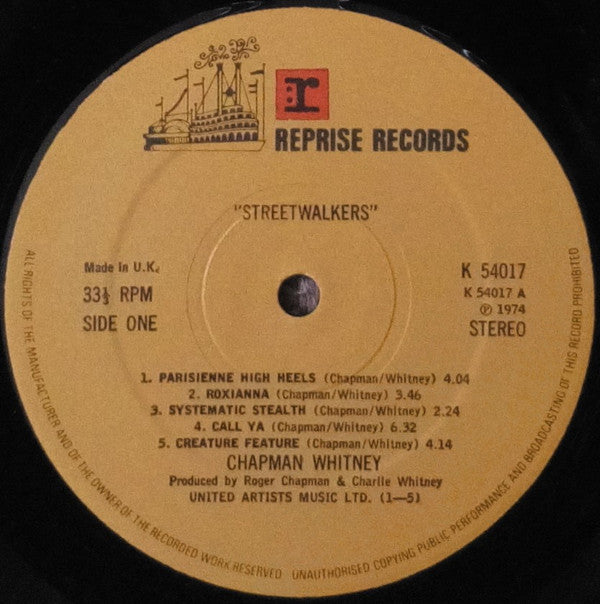 r
REPRISE RECORDS
"STREETWALKERS"
Made in U.K.
33⅓ RPM
SIDE ONE
K 54017
K 54017 A
℗ 1974
STEREO
1. PARISIENNE HIGH HEELS (Chapman/Whitney) 4.04
2. ROXIANNA (Chapman/Whitney) 3.46
3. SYSTEMATIC STEALTH (Chapman/Whitney) 2.24
4. CALL YA (Chapman/Whitney) 6.32
5. CREATURE FEATURE (Chapman/Whitney) 4.14
CHAPMAN WHITNEY
Produced by Roger Chapman & Charlie Whitney
UNITED ARTISTS MUSIC LTD. (1—5)
ALL RIGHTS OF THE MANUFACTURER AND OF THE OWNER OF THE RECORDED WORK RESERVED UNAUTHORISED COPYING PUBLIC PERFORMANCE AND BROADCASTING OF THIS RECORD PROHIBITED